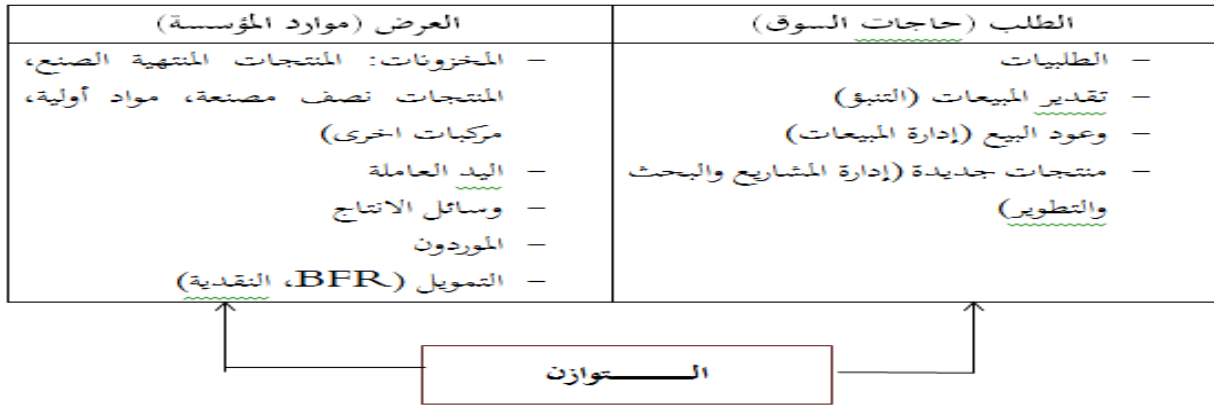 الطلب (حاجات السوق)
– الطلبيات
– تقدير المبيعات (التنبؤ)
– وعود البيع (إدارة المبيعات)
– منتجات جديدة (إدارة المشاريع والبحث
والتطوير)
العرض (موارد المؤسسة)
– المخزونات: المنتجات المنتهية الصنع،
المنتجات نصف مصنعة، مواد أولية،
مركبات اخرى)
– اليد العاملة
– وسائل الانتاج
– الموردون
– التمويل (BFR، النقدية)
الـــــــتوازن